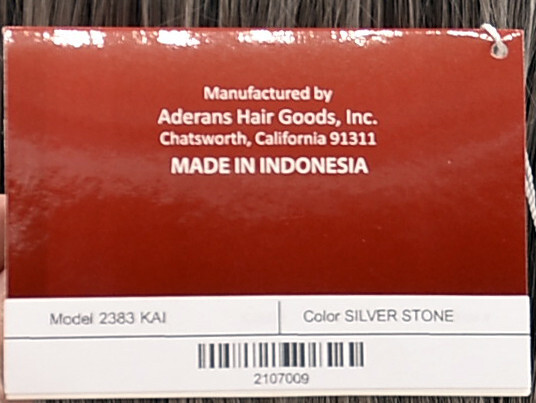 Manufactured by
Aderans Hair Goods, Inc.
Chatsworth, California 91311
MADE IN INDONESIA
Model 2383 KAI
Color SILVER STONE
2107009